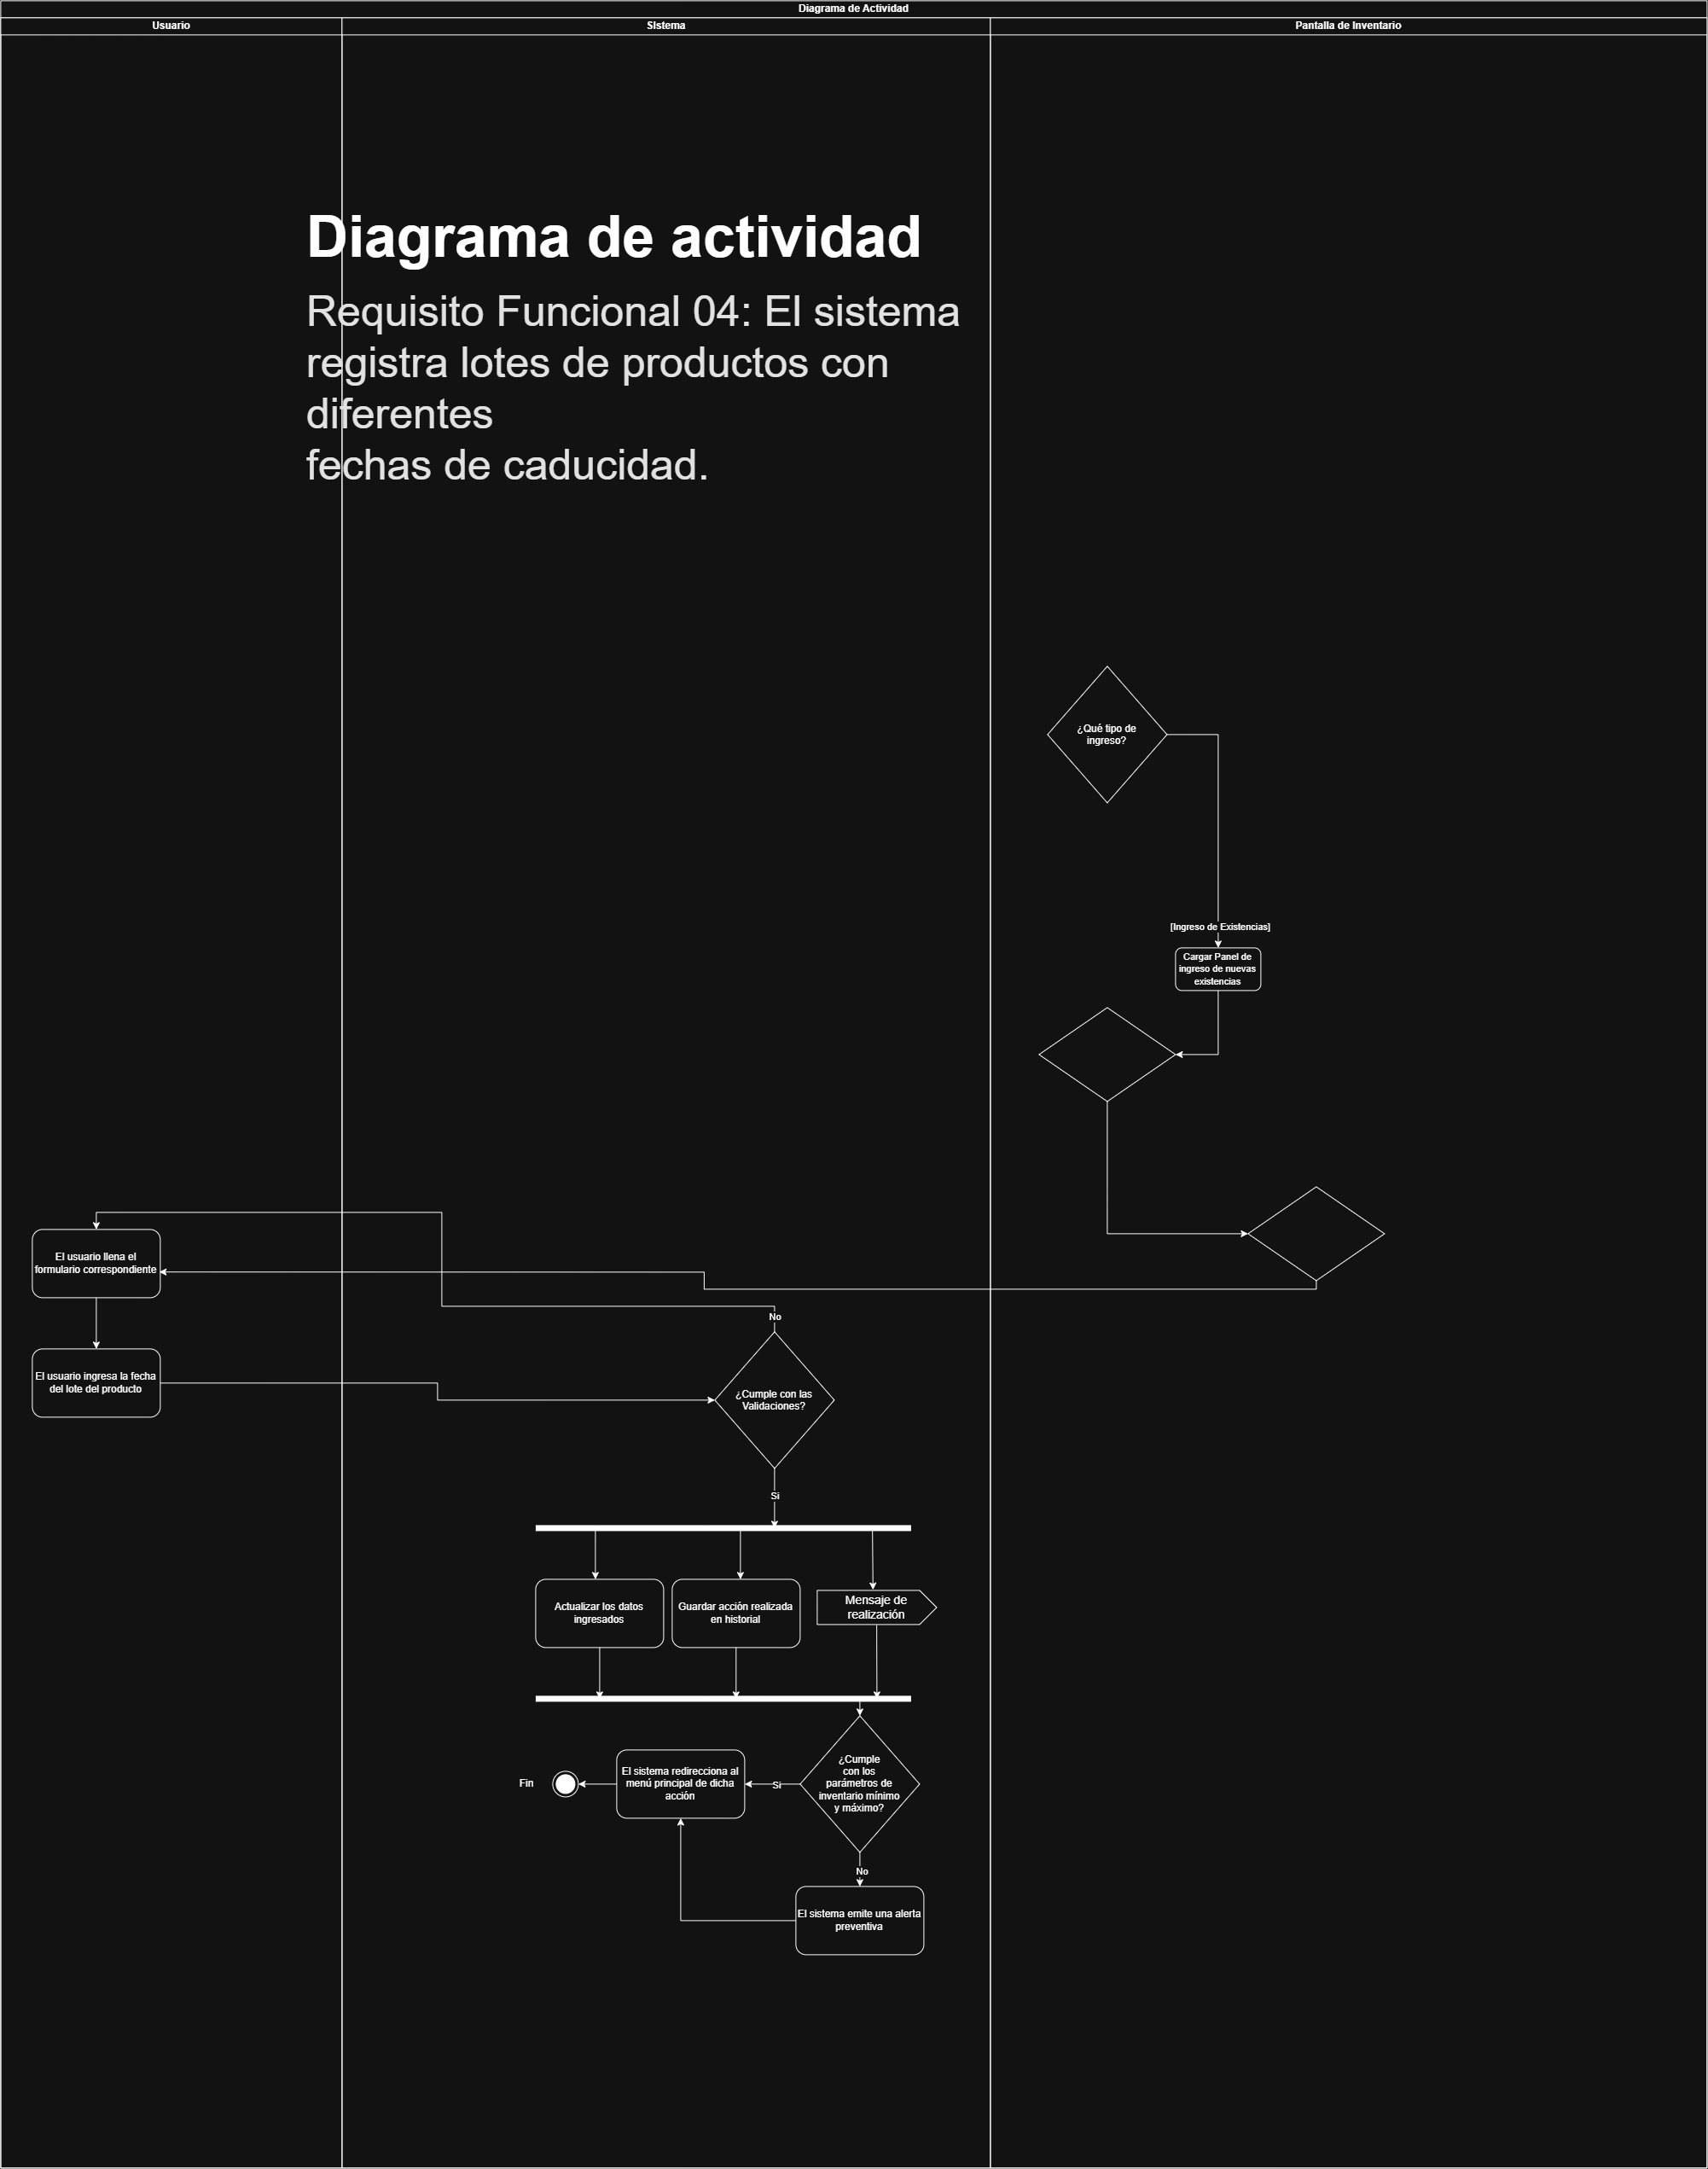 Diagrama de Actividad
Usuario
Sistema
Pantalla de Inventario
Diagrama de actividad
Requisito Funcional 04: El sistema
registra lotes de productos con
diferentes
fechas de caducidad.
¿Qué tipo de
ingreso?
[Ingreso de Existencias]
Cargar Panel de
ingreso de nuevas
existencias
El usuario llena el
formulario correspondiente
No
El usuario ingresa la fecha
del lote del producto
¿Cumple con las
Validaciones?
Si
Actualizar los datos
ingresados
Guardar acción realizada
en historial
Mensaje de
realización
¿Cumple
con los
parámetros de
inventario mínimo
y máximo?
Si
El sistema redirecciona al
menú principal de dicha
acción
Fin
No
El sistema emite una alerta
preventiva